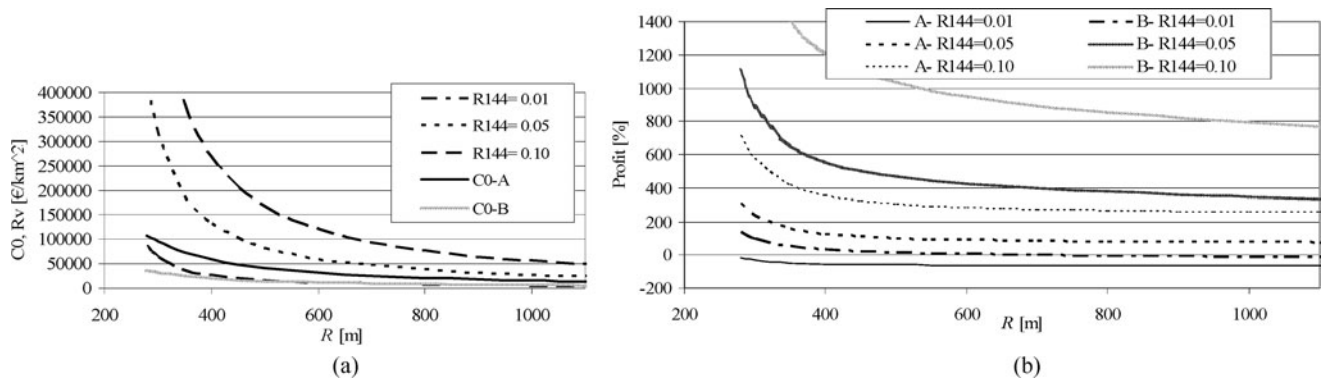 C0, Rv [€/km^2]
400000
350000
300000
250000
200000
150000
100000
50000
0
200
400
600
800
1000
R [m]
R144= 0.01
R144= 0.05
R144= 0.10
C0-A
C0-B
(a)
Profit [%]
1400
1200
1000
800
600
400
200
0
-200
200
400
600
800
1000
R [m]
A- R144=0.01
B- R144=0.01
A- R144=0.05
B- R144=0.05
A- R144=0.10
B- R144=0.10
(b)